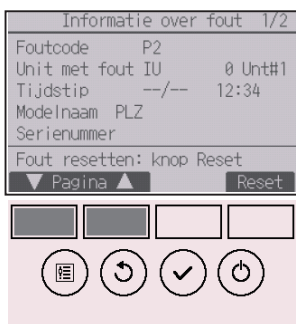 Informatie over fout 1/2
Foutcode P2
Unit met fout IU 0 Unt#1
Tijdstip --/-- 12:34
Modelnaam PLZ
Serienummer
Fout resetten: knop Reset
▼ Pagina ▲ Reset